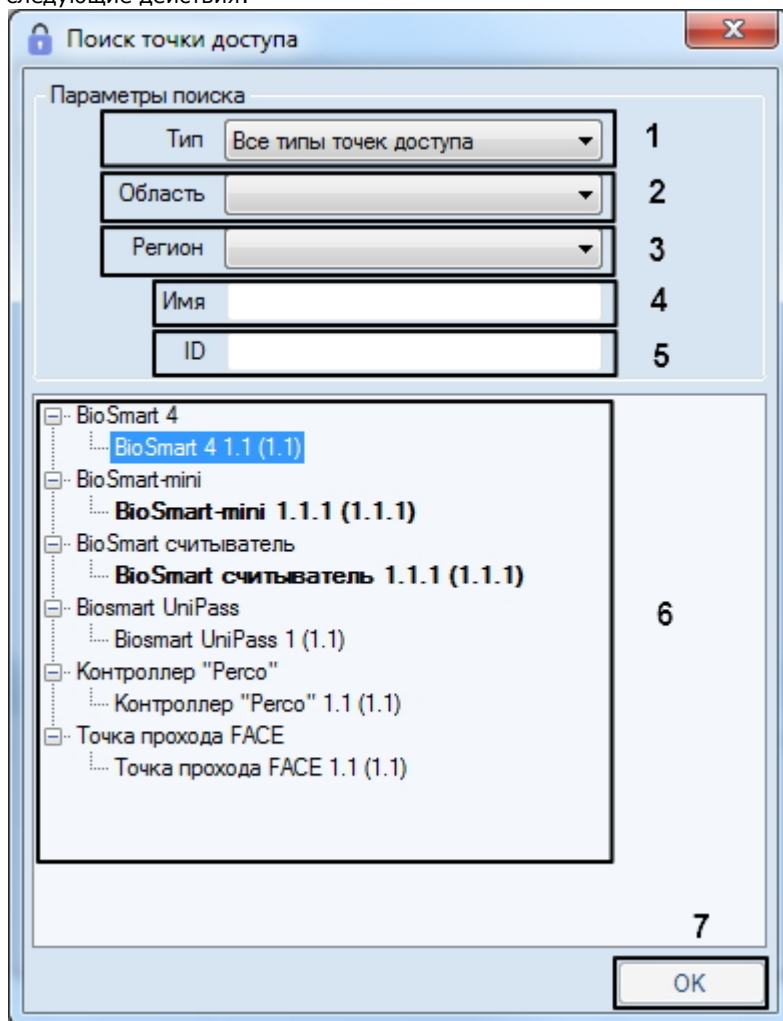 следующие действия:
Поиск точки доступа
Параметры поиска
Тип Все типы точек доступа 1
Область 2
Регион 3
Имя 4
ID 5
BioSmart 4
BioSmart 4 1.1 (1.1)
BioSmart-mini
BioSmart-mini 1.1.1 (1.1.1)
BioSmart считыватель
BioSmart считыватель 1.1.1 (1.1.1)
Biosmart UniPass
6
Biosmart UniPass 1 (1.1)
Контроллер "Perco"
Контроллер "Perco" 1.1 (1.1)
Точка прохода FACE
Точка прохода FACE 1.1 (1.1)
7
OK